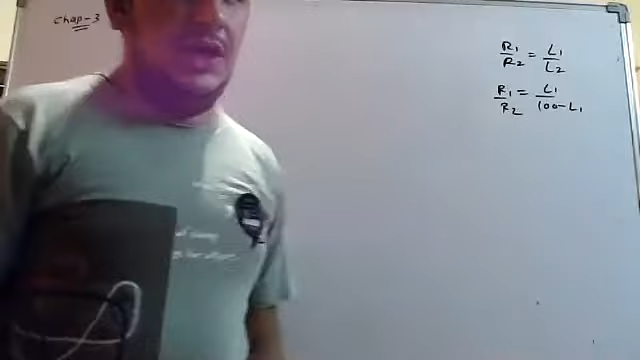 Chap-3
R₁/R₂ = L₁/L₂
R₁/R₂ = L₁/100-L₁